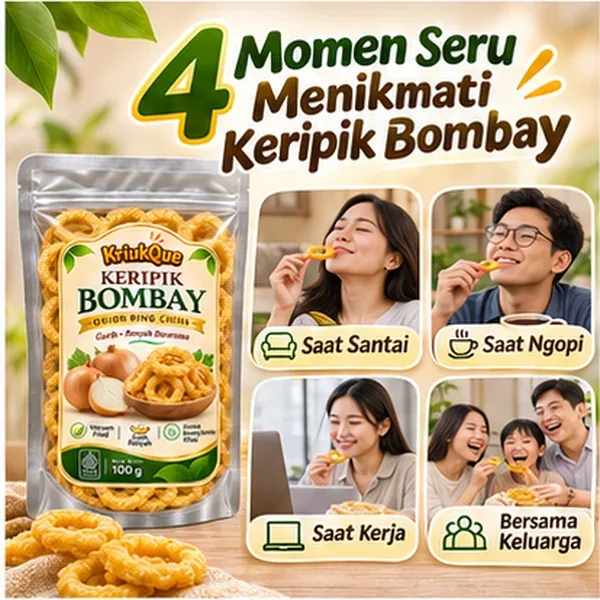 4 Momen Seru
Menikmati
Keripik Bombay
KriukQue
KERIPIK
BOMBAY
100 g
Saat Santai
Saat Ngopi
Saat Kerja
Bersama
Keluarga